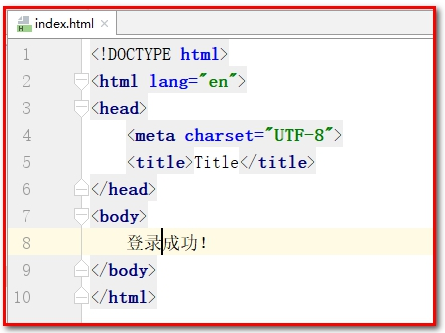 index.html
1 <!DOCTYPE html>
2 <html lang="en">
3 <head>
4 <meta charset="UTF-8">
5 <title>Title</title>
6 </head>
7 <body>
8 登录成功!
9 </body>
10 </html>